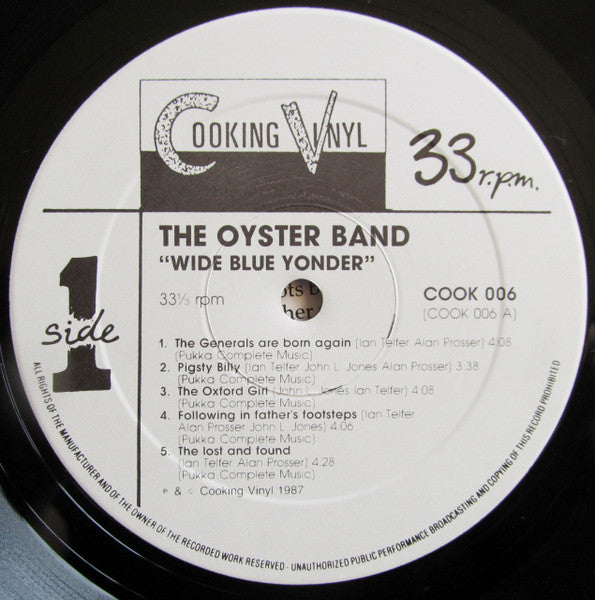 COOKING VINYL
33 r.p.m.
THE OYSTER BAND
"WIDE BLUE YONDER"
33⅓ rpm
COOK 006
(COOK 006 A)
1
side
1. The Generals are born again (Ian Telfer Alan Prosser) 4:08
(Pukka Complete Music)
2. Pigsty Billy (Ian Telfer John L Jones Alan Prosser) 3:38
(Pukka Complete Music)
3. The Oxford Girl (John L Jones Ian Telfer) 4:08
(Pukka Complete Music)
4. Following in father's footsteps (Ian Telfer
Alan Prosser John L. Jones) 4:06
(Pukka Complete Music)
5. The lost and found
(Ian Telfer Alan Prosser) 4:28
(Pukka Complete Music)
P & C Cooking Vinyl 1987
ALL RIGHTS OF THE MANUFACTURER AND OF THE OWNER OF THE RECORDED WORK RESERVED - UNAUTHORIZED PUBLIC PERFORMANCE BROADCASTING AND COPYING OF THIS RECORD PROHIBITED